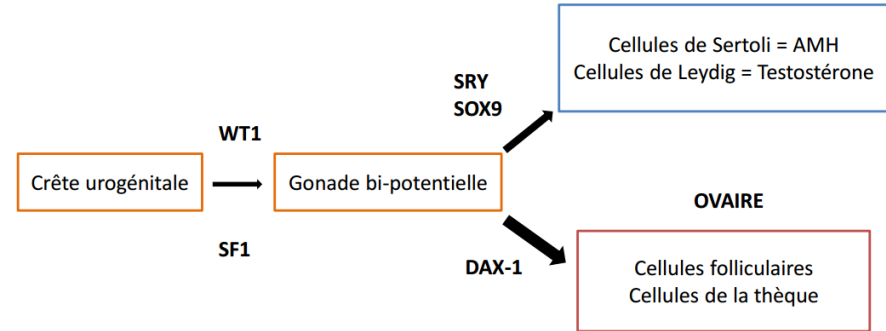 Cellules de Sertoli = AMH
Cellules de Leydig = Testostérone
SRY
SOX9
WT1
Crête urogénitale
Gonade bi-potentielle
SF1
OVAIRE
DAX-1
Cellules folliculaires
Cellules de la thèque